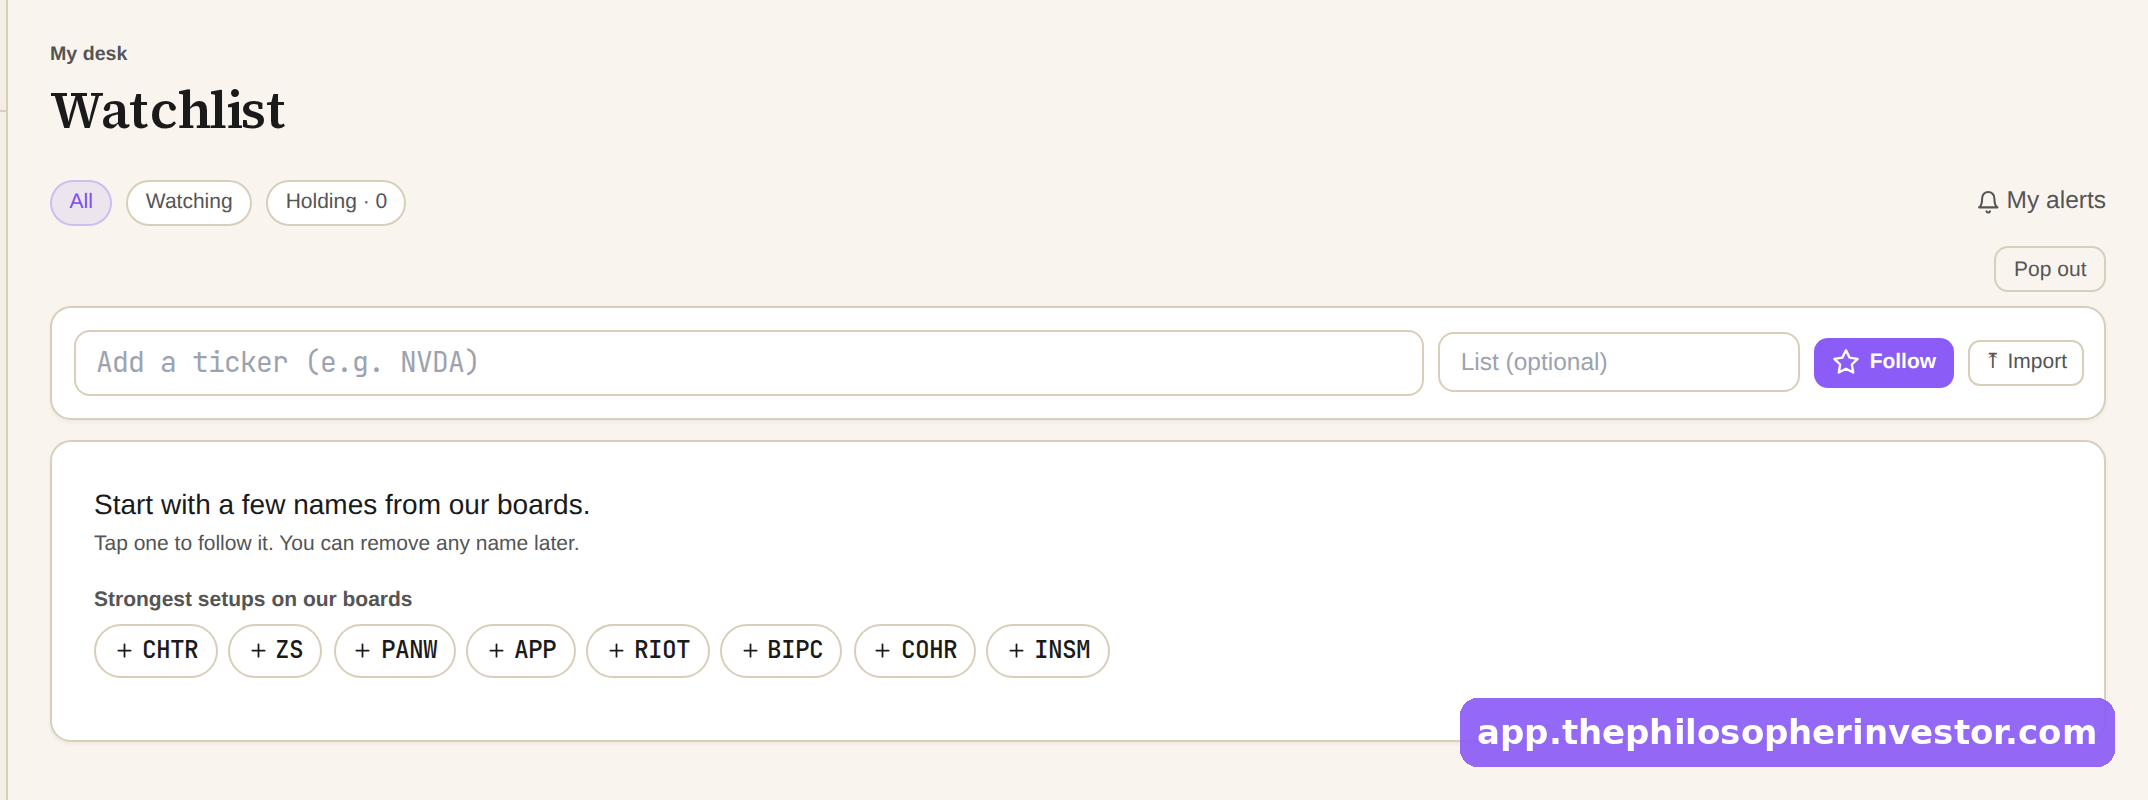 My desk
Watchlist
All
Watching
Holding · 0
My alerts
Pop out
Add a ticker (e.g. NVDA)
List (optional)
Follow
Import
Start with a few names from our boards.
Tap one to follow it. You can remove any name later.
Strongest setups on our boards
+ CHTR
+ ZS
+ PANW
+ APP
+ RIOT
+ BIPC
+ COHR
+ INSM
app.thephilosopherinvestor.com